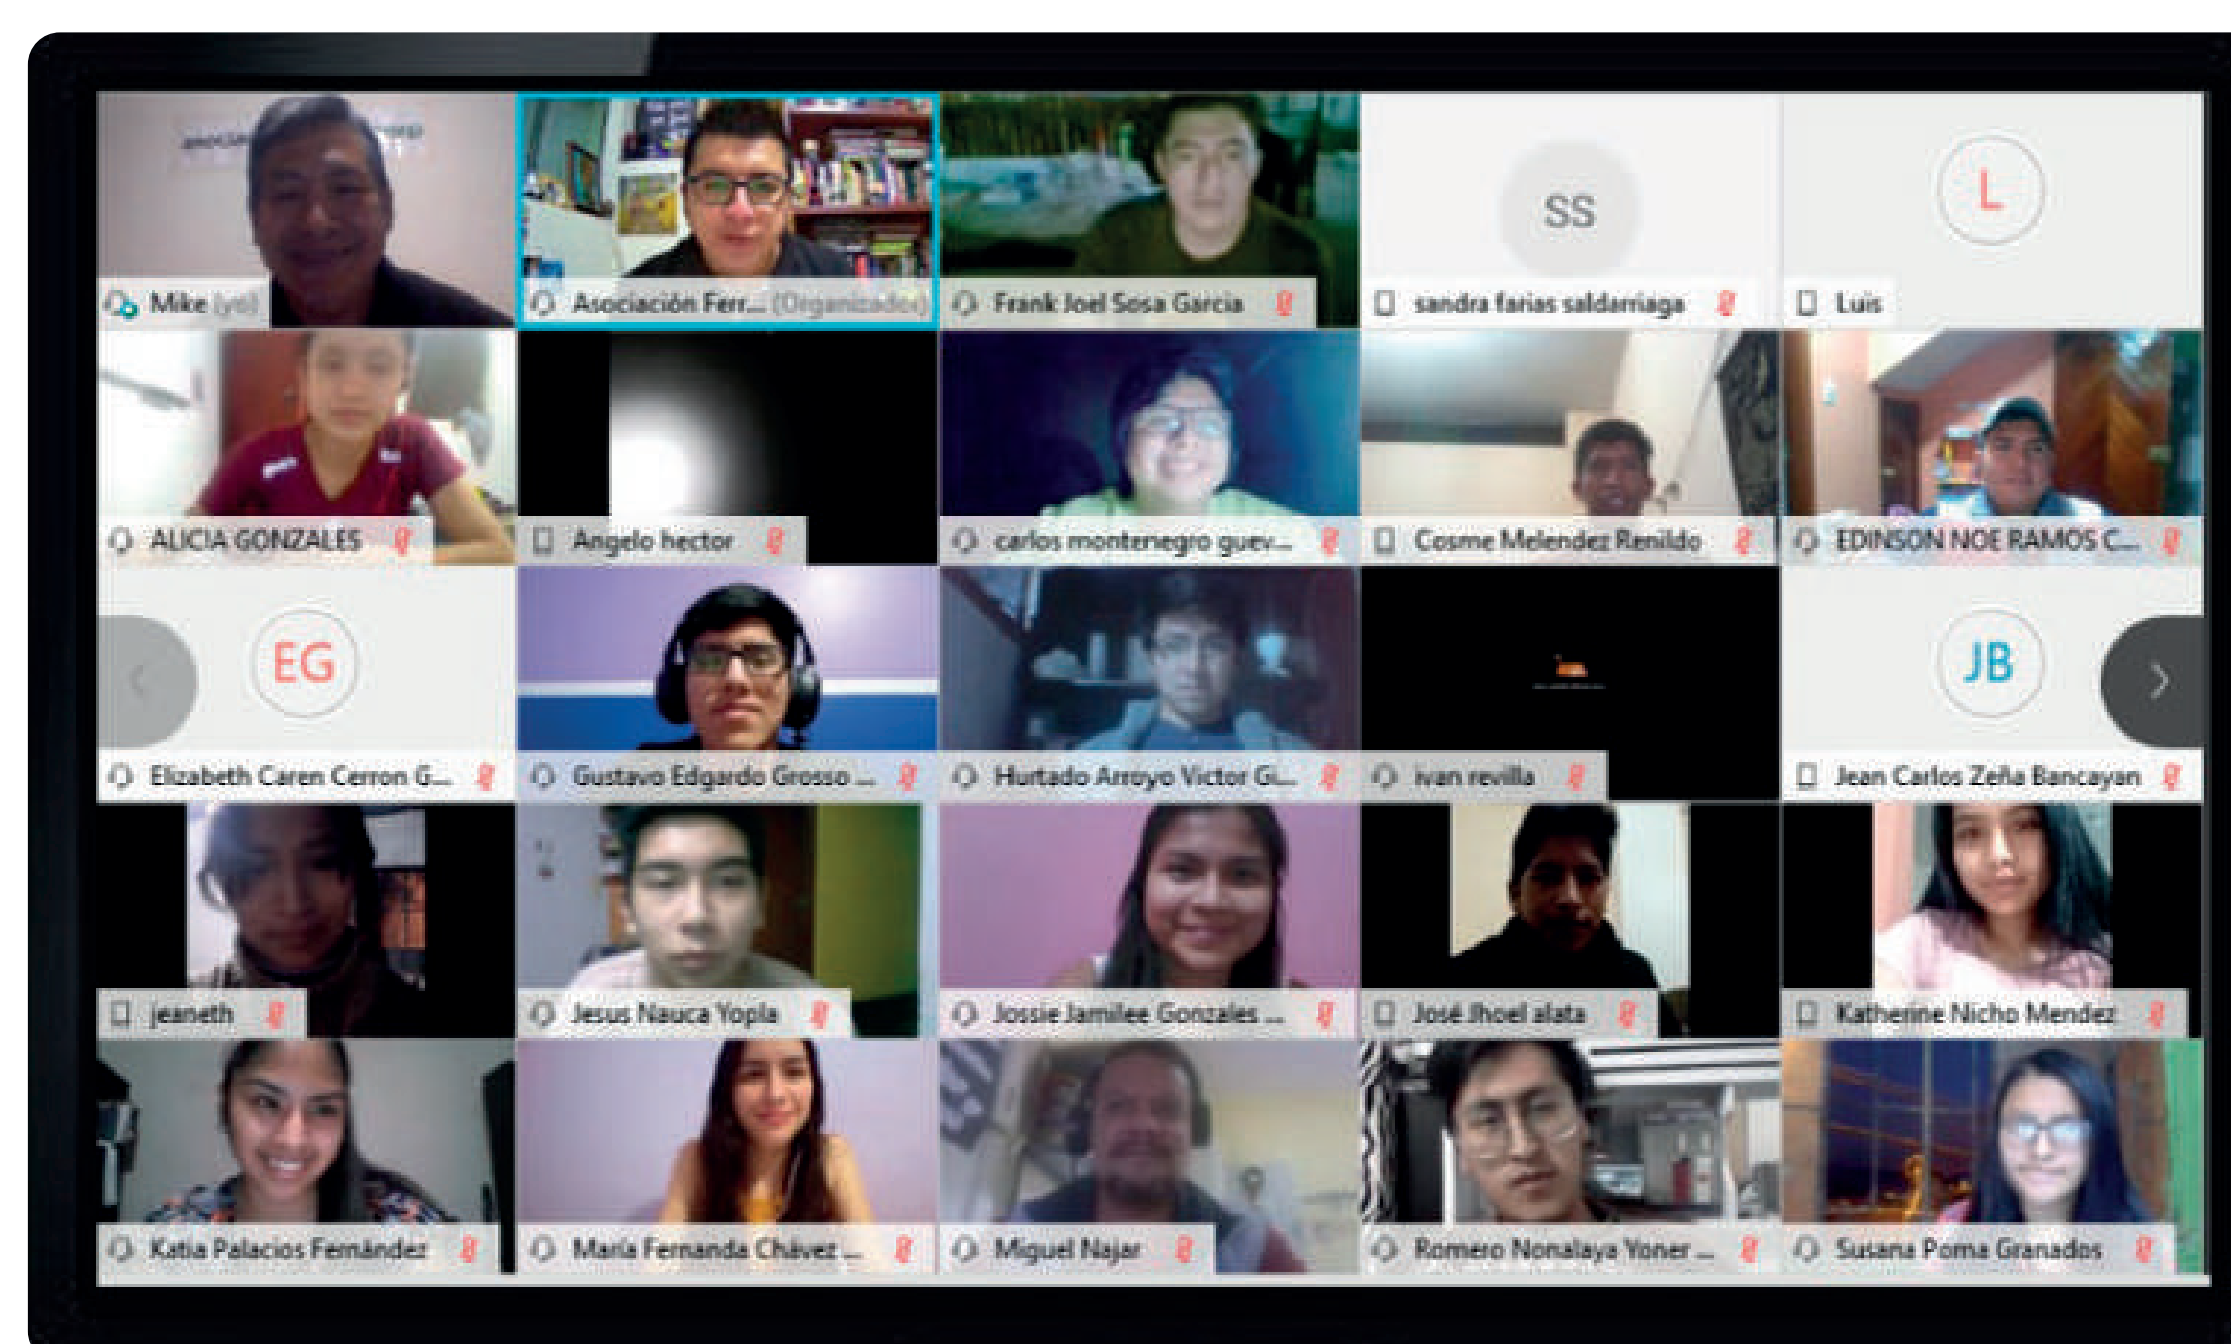 Mike (yo)
Asociación Ferr... (Organizador)
Frank Joel Sosa Garcia
SS
sandra farias saldarriaga
L
Luis
ALICIA GONZALES
Angelo hector
carlos montenegro guev...
Cosme Melendez Renildo
EDINSON NOE RAMOS C...
EG
Elizabeth Caren Cerron G...
Gustavo Edgardo Grosso ...
Hurtado Arroyo Victor Gi...
ivan revilla
JB
Jean Carlos Zeña Bancayan
jeaneth
Jesus Nauca Yopla
Jossie Jamilee Gonzales ...
José Jhoel alata
Katherine Nicho Mendez
Katia Palacios Fernández
María Fernanda Chávez ...
Miguel Najar
Romero Nonalaya Yoner ...
Susana Poma Granados